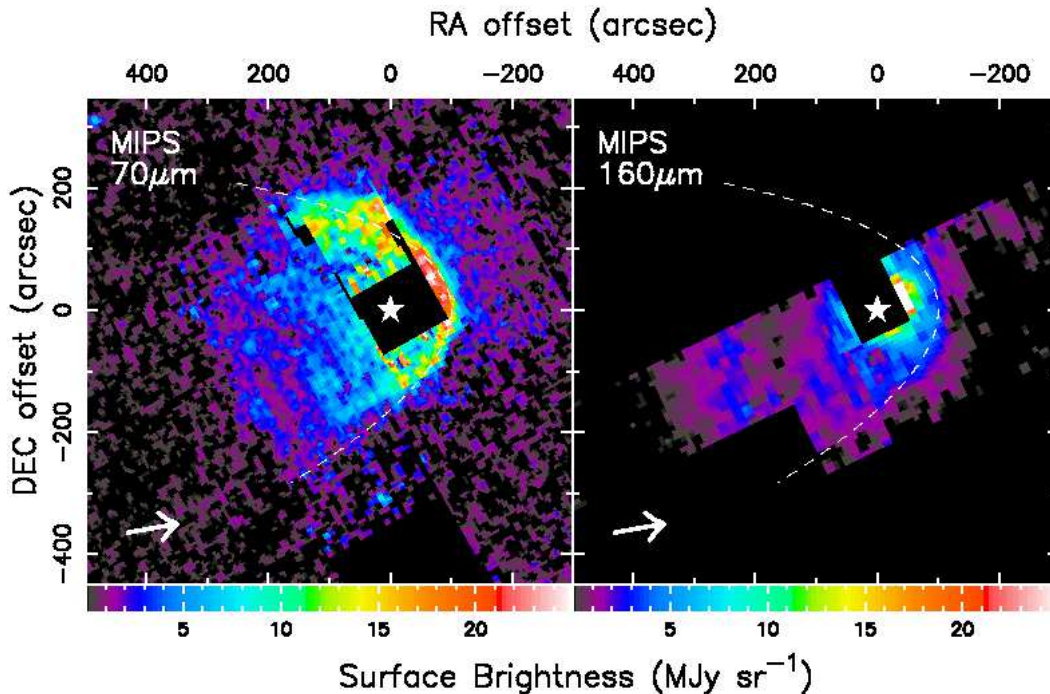 RA offset (arcsec)
400 200 0 −200 400 200 0 −200
MIPS
70μm
MIPS
160μm
DEC offset (arcsec)
200
0
−200
−400
5 10 15 20 5 10 15 20
Surface Brightness (MJy sr⁻¹)